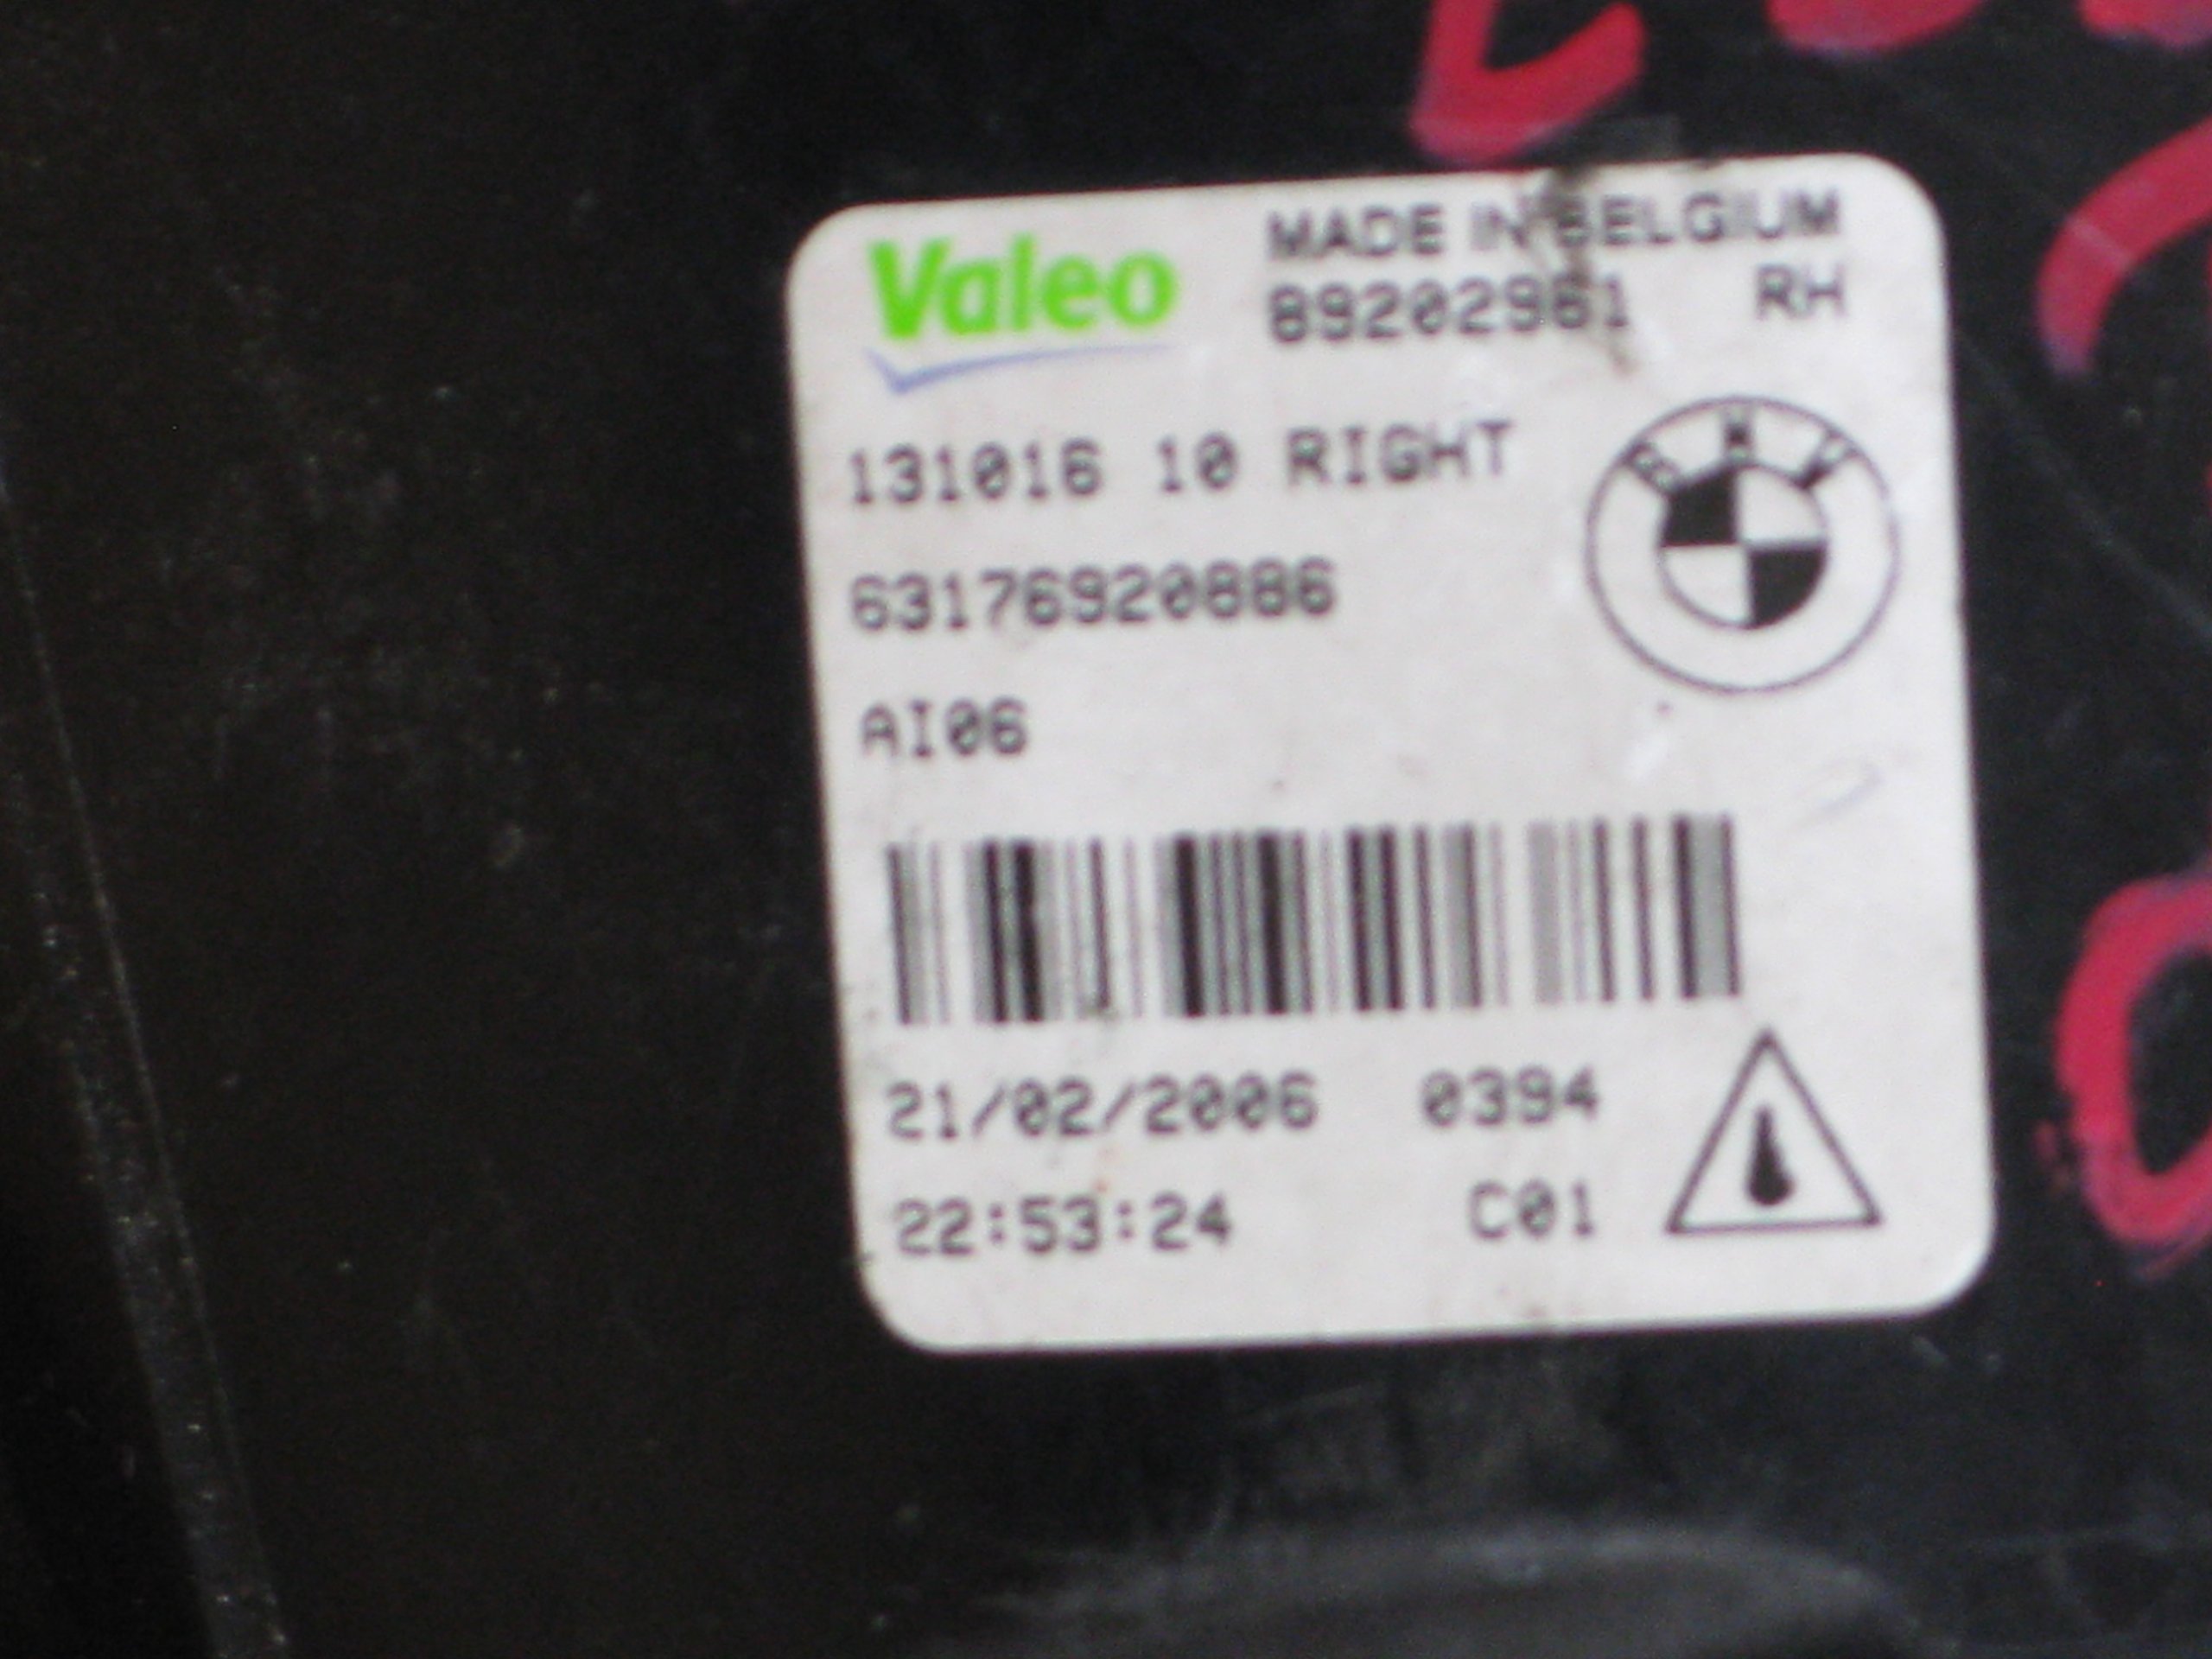 Valeo
MADE IN BELGIUM
89202961 RH
131016 10 RIGHT
BMW
63176920886
AI06
21/02/2006 0394
22:53:24 C01